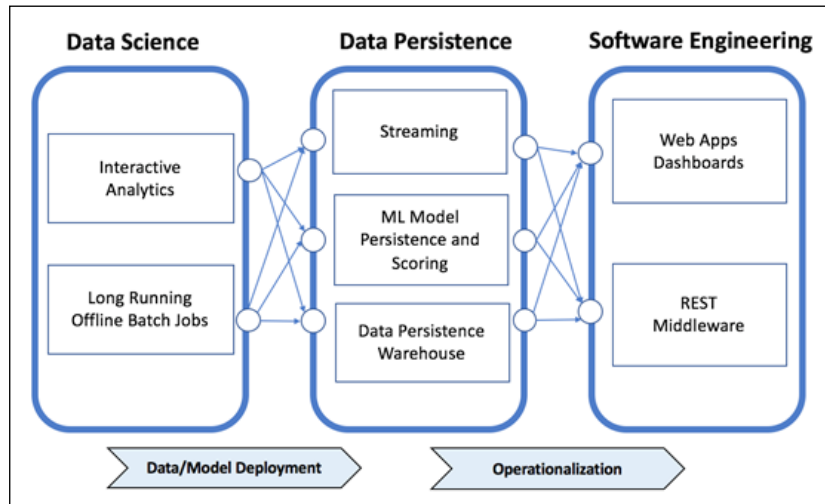 Data Science
Data Persistence
Software Engineering
Interactive
Analytics
Long Running
Offline Batch Jobs
Streaming
ML Model
Persistence and
Scoring
Data Persistence
Warehouse
Web Apps
Dashboards
REST
Middleware
Data/Model Deployment
Operationalization